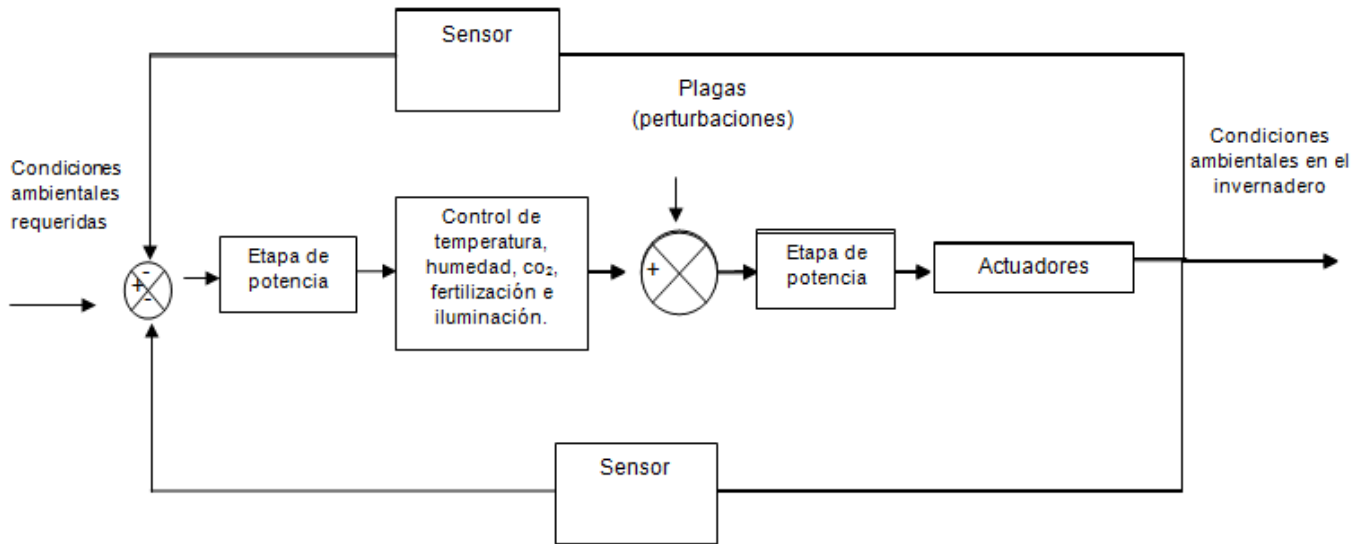 Sensor
Plagas
(perturbaciones)
Condiciones
ambientales en el
invernadero
Condiciones
ambientales
requeridas
-
+
-
Etapa de
potencia
Control de
temperatura,
humedad, co₂,
fertilización e
iluminación.
+
Etapa de
potencia
Actuadores
Sensor